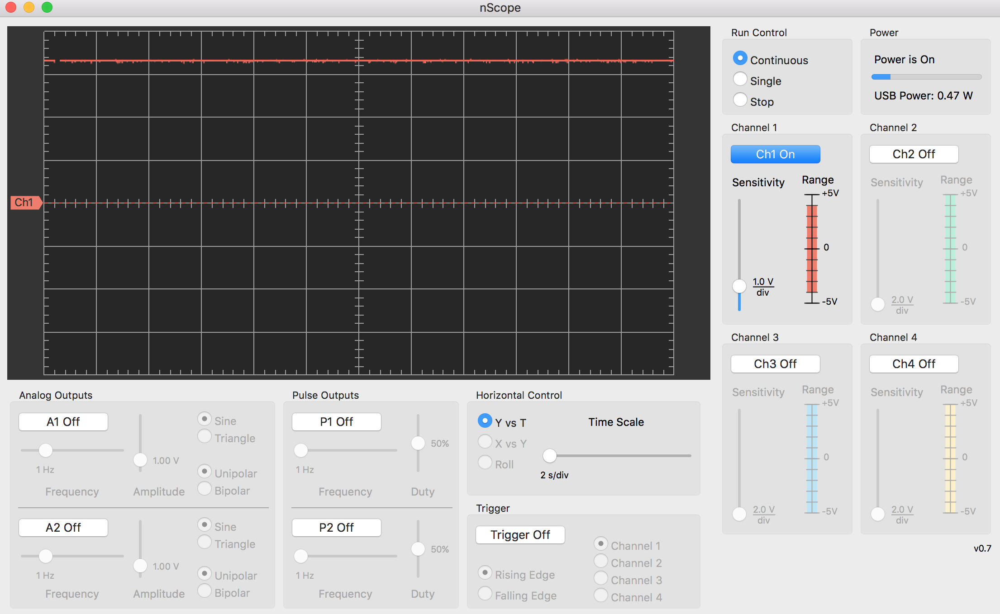 nScope
Ch1
Run Control
Continuous
Single
Stop
Power
Power is On
USB Power: 0.47 W
Channel 1
Ch1 On
Sensitivity
Range
+5V
0
-5V
1.0 V
div
Channel 2
Ch2 Off
Sensitivity
Range
+5V
0
-5V
2.0 V
div
Channel 3
Ch3 Off
Sensitivity
Range
+5V
0
-5V
2.0 V
div
Channel 4
Ch4 Off
Sensitivity
Range
+5V
0
-5V
2.0 V
div
Analog Outputs
A1 Off
1 Hz
Frequency
1.00 V
Amplitude
Sine
Triangle
Unipolar
Bipolar
A2 Off
1 Hz
Frequency
1.00 V
Amplitude
Sine
Triangle
Unipolar
Bipolar
Pulse Outputs
P1 Off
1 Hz
Frequency
50%
Duty
P2 Off
1 Hz
Frequency
50%
Duty
Horizontal Control
Y vs T
X vs Y
Roll
Time Scale
2 s/div
Trigger
Trigger Off
Rising Edge
Falling Edge
Channel 1
Channel 2
Channel 3
Channel 4
v0.7